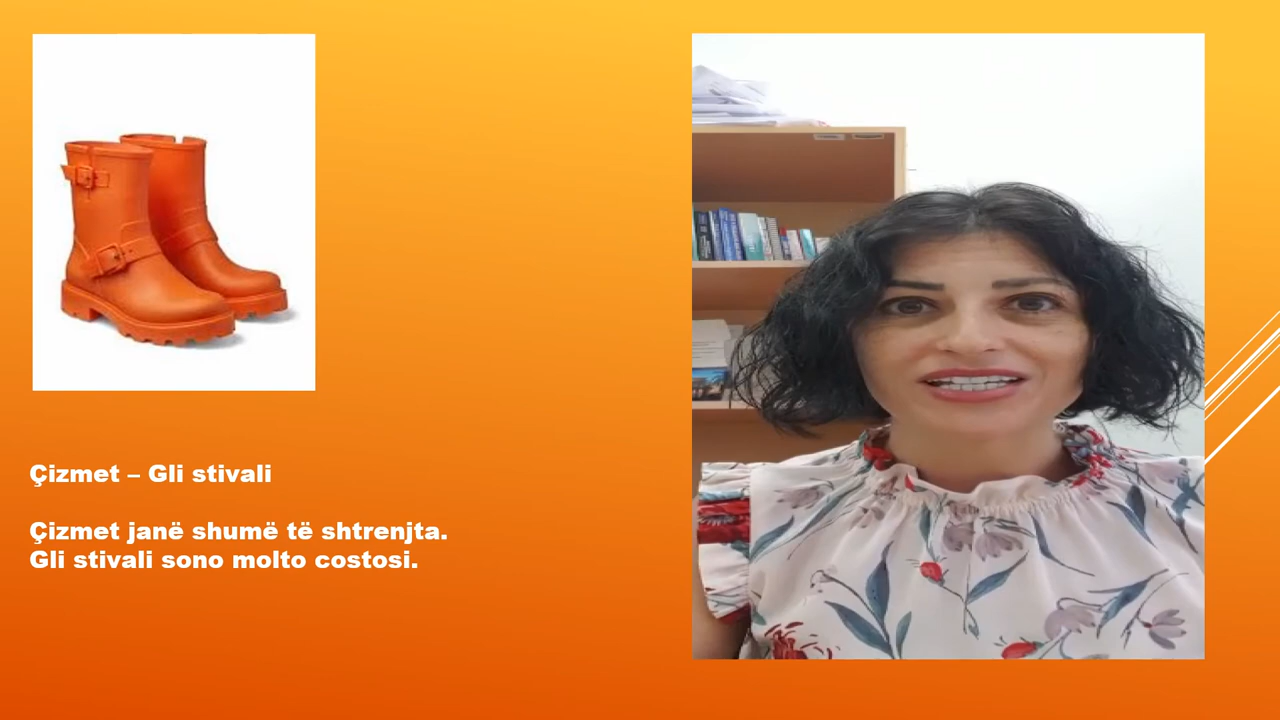 Çizmet – Gli stivali
Çizmet janë shumë të shtrenjta.
Gli stivali sono molto costosi.